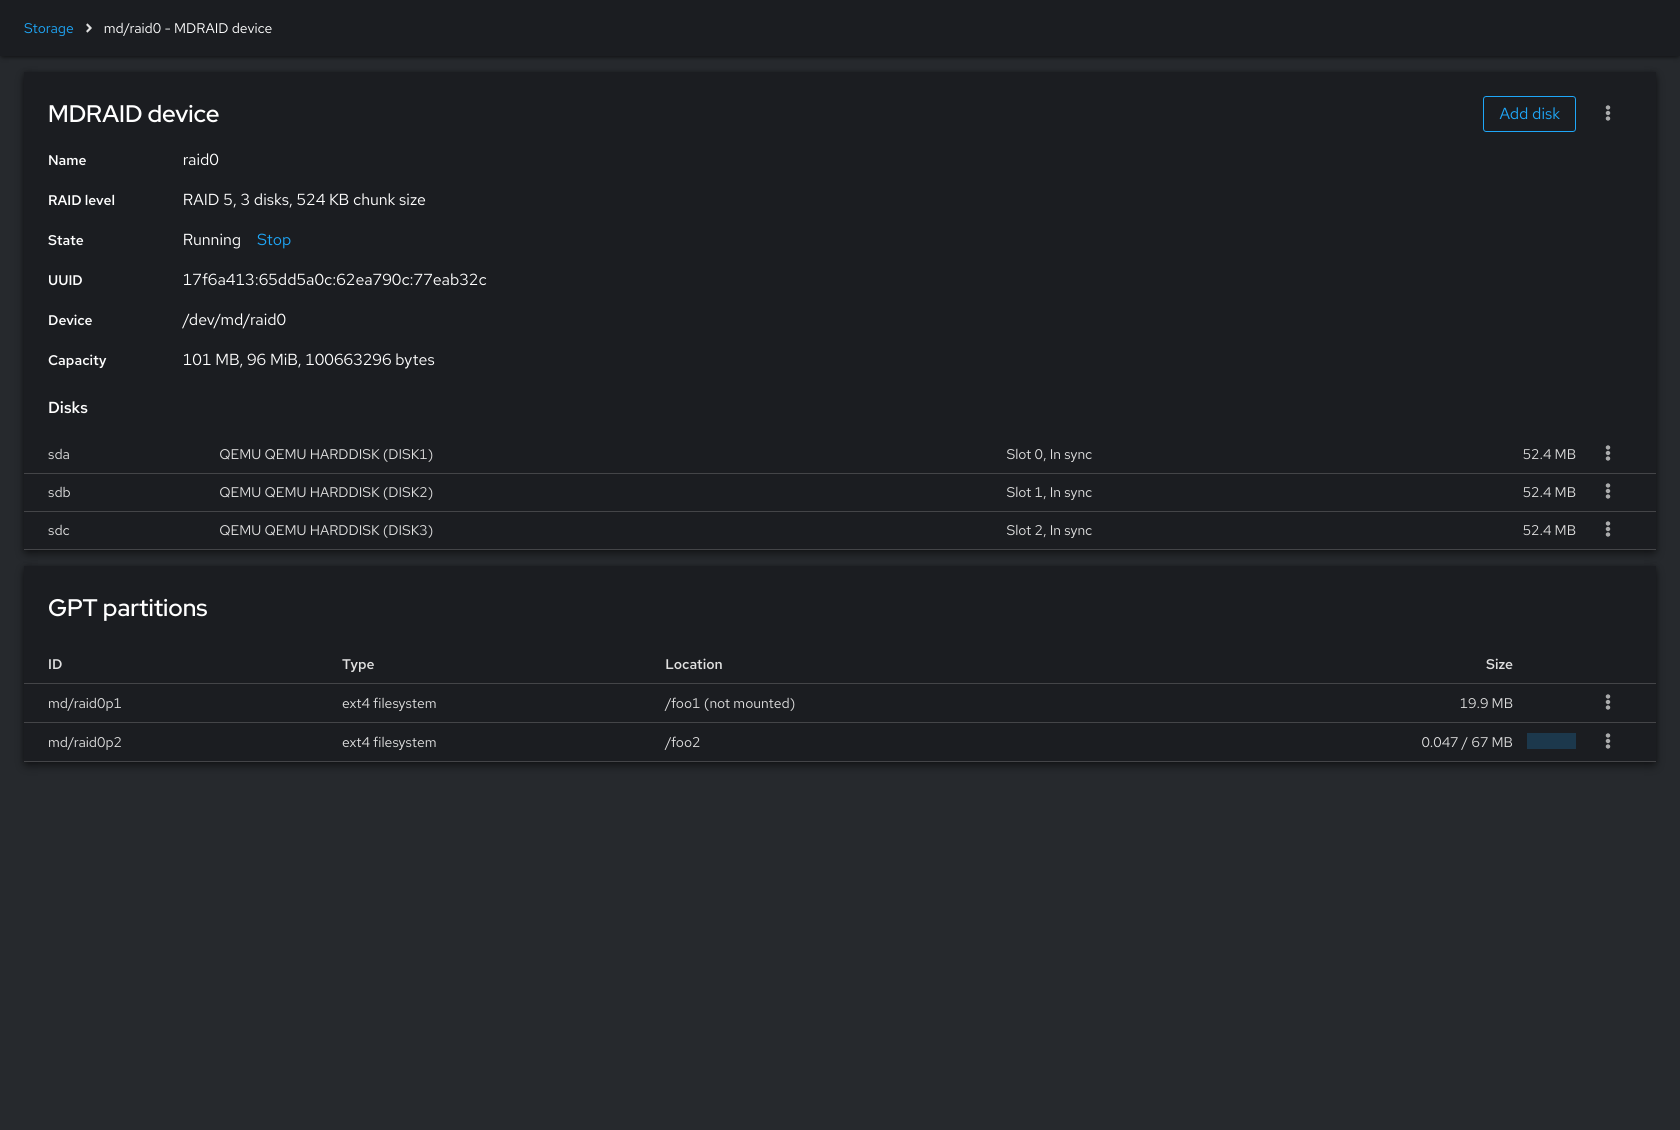 Storage > md/raid0 - MDRAID device
MDRAID device
Add disk
Name raid0
RAID level RAID 5, 3 disks, 524 KB chunk size
State Running Stop
UUID 17f6a413:65dd5a0c:62ea790c:77eab32c
Device /dev/md/raid0
Capacity 101 MB, 96 MiB, 100663296 bytes
Disks
sda QEMU QEMU HARDDISK (DISK1) Slot 0, In sync 52.4 MB
sdb QEMU QEMU HARDDISK (DISK2) Slot 1, In sync 52.4 MB
sdc QEMU QEMU HARDDISK (DISK3) Slot 2, In sync 52.4 MB
GPT partitions
ID Type Location Size
md/raid0p1 ext4 filesystem /foo1 (not mounted) 19.9 MB
md/raid0p2 ext4 filesystem /foo2 0.047 / 67 MB